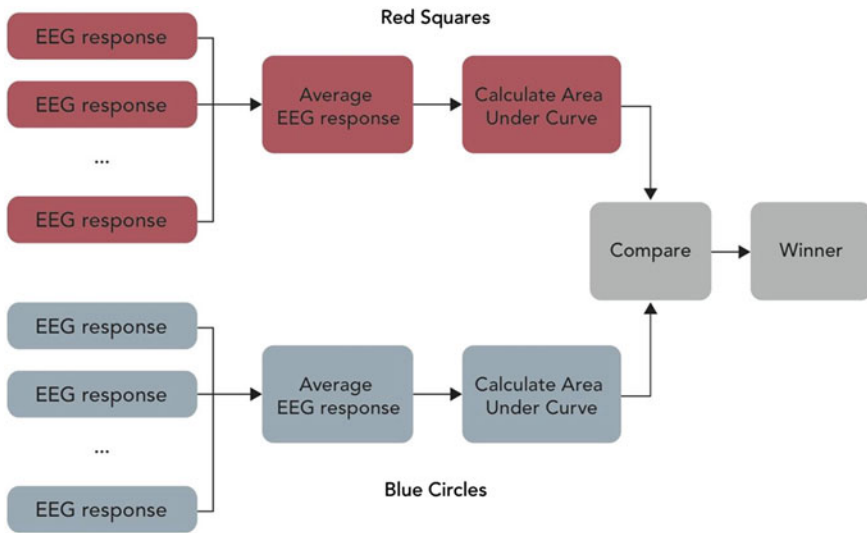 Red Squares
EEG response
EEG response
...
EEG response
Average
EEG response
Calculate Area
Under Curve
Compare
Winner
EEG response
EEG response
...
EEG response
Average
EEG response
Calculate Area
Under Curve
Blue Circles